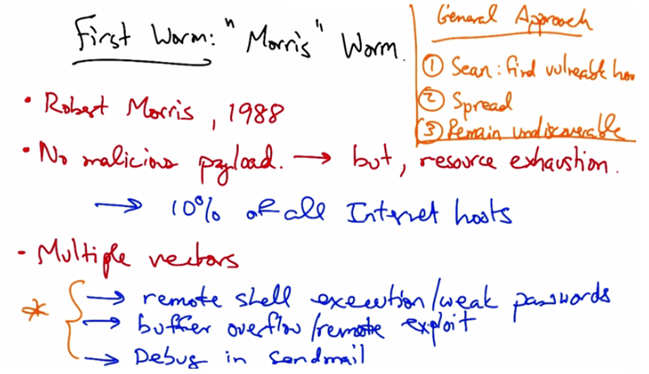 First Worm: "Morris" Worm.
General Approach
① Scan: find vulnerable ho
② Spread
③ Remain undiscoverable
• Robert Morris, 1988
• No malicious payload. → but, resource exhaustion.
→ 10% of all Internet hosts
- Multiple vectors
* { → remote shell execution/weak passwords
→ buffer overflow/remote exploit
→ Debug in sendmail